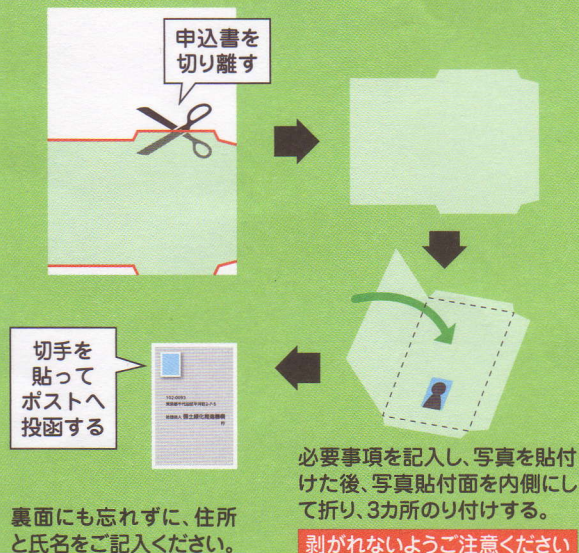 申込書を
切り離す
切手を
貼って
ポストへ
投函する
必要事項を記入し、写真を貼付
けた後、写真貼付面を内側にし
て折り、3カ所のり付けする。
剥がれないようご注意ください
裏面にも忘れずに、住所
と氏名をご記入ください。